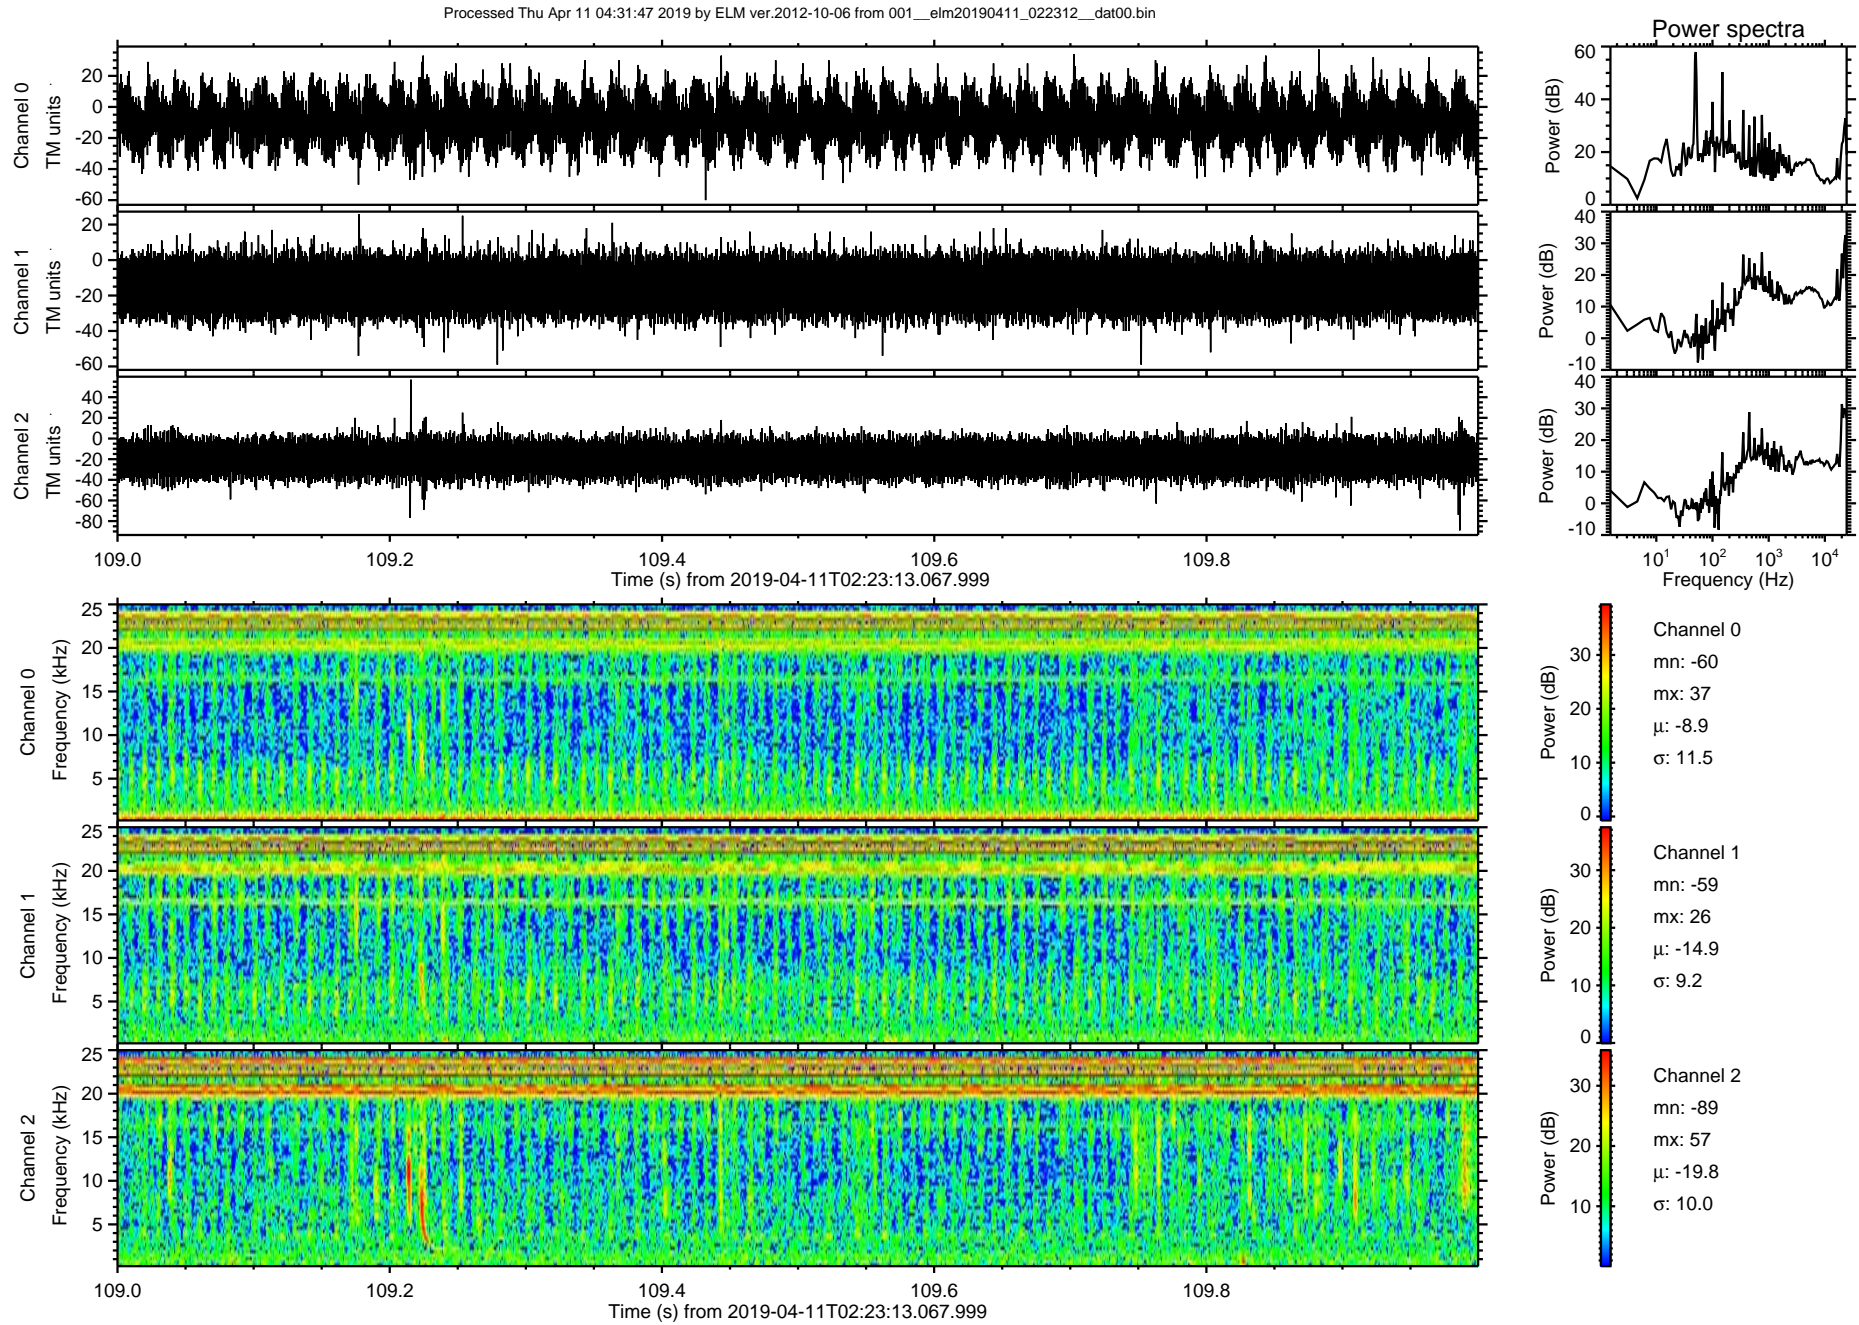 Processed Thu Apr 11 04:31:47 2019 by ELM ver.2012-10-06 from 001__elm20190411_022312__dat00.bin
Power spectra
Channel 0
TM units
20
0
-20
-40
-60
Power (dB)
60
40
20
0
Channel 1
TM units
20
0
-20
-40
-60
Power (dB)
40
30
20
10
0
-10
Channel 2
TM units
40
20
0
-20
-40
-60
-80
Power (dB)
40
30
20
10
0
-10
109.0 109.2 109.4 109.6 109.8
Time (s) from 2019-04-11T02:23:13.067.999
10^1 10^2 10^3 10^4
Frequency (Hz)
Channel 0
Frequency (kHz)
25
20
15
10
5
Power (dB)
30
20
10
0
Channel 0
mn: -60
mx: 37
μ: -8.9
σ: 11.5
Channel 1
Frequency (kHz)
25
20
15
10
5
Power (dB)
30
20
10
0
Channel 1
mn: -59
mx: 26
μ: -14.9
σ: 9.2
Channel 2
Frequency (kHz)
25
20
15
10
5
Power (dB)
30
20
10
Channel 2
mn: -89
mx: 57
μ: -19.8
σ: 10.0
109.0 109.2 109.4 109.6 109.8
Time (s) from 2019-04-11T02:23:13.067.999